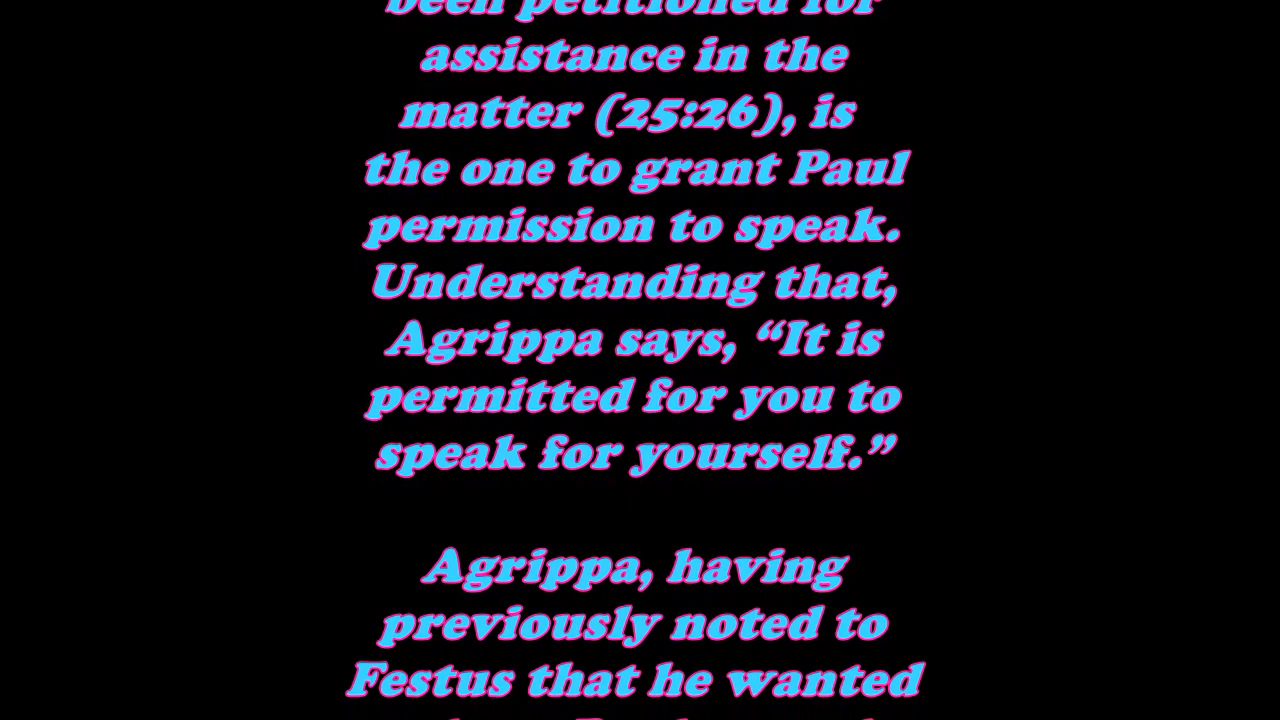 been petitioned for
assistance in the
matter (25:26), is
the one to grant Paul
permission to speak.
Understanding that,
Agrippa says, “It is
permitted for you to
speak for yourself.”
Agrippa, having
previously noted to
Festus that he wanted